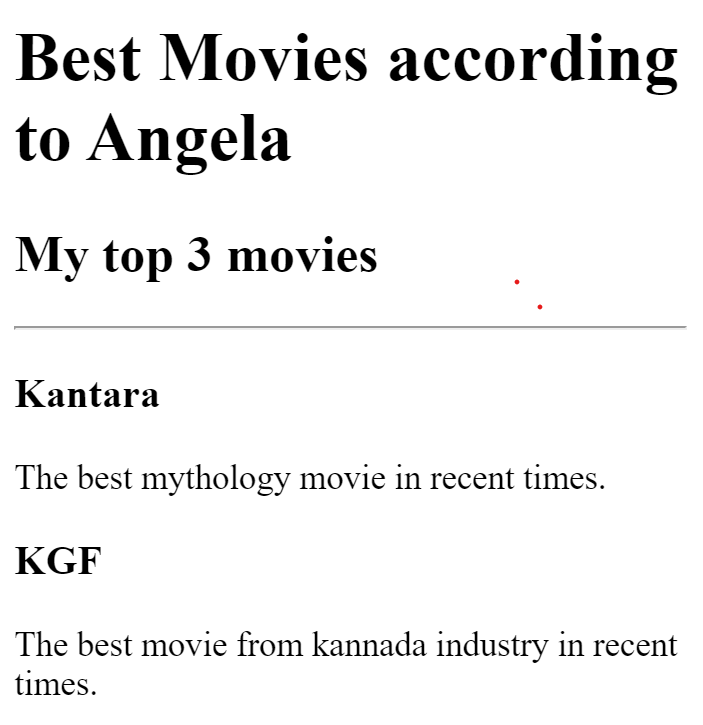 Best Movies according
to Angela
My top 3 movies
Kantara
The best mythology movie in recent times.
KGF
The best movie from kannada industry in recent
times.